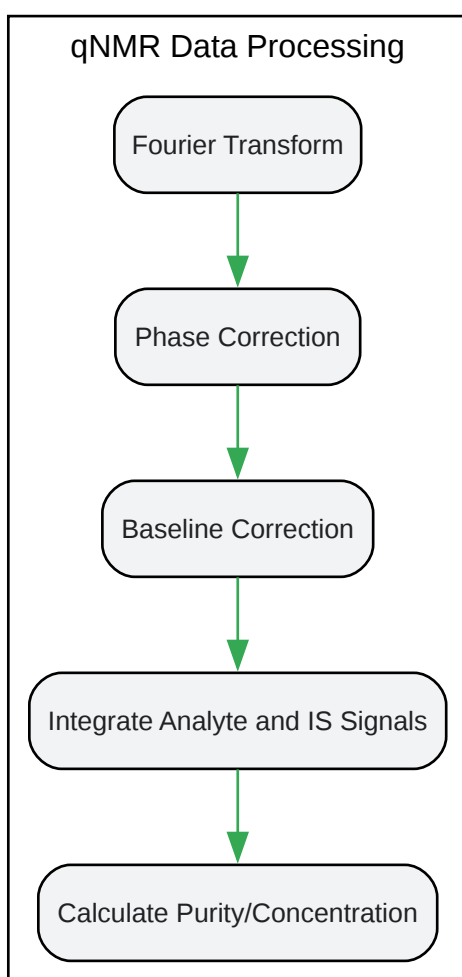 qNMR Data Processing
Fourier Transform
Phase Correction
Baseline Correction
Integrate Analyte and IS Signals
Calculate Purity/Concentration